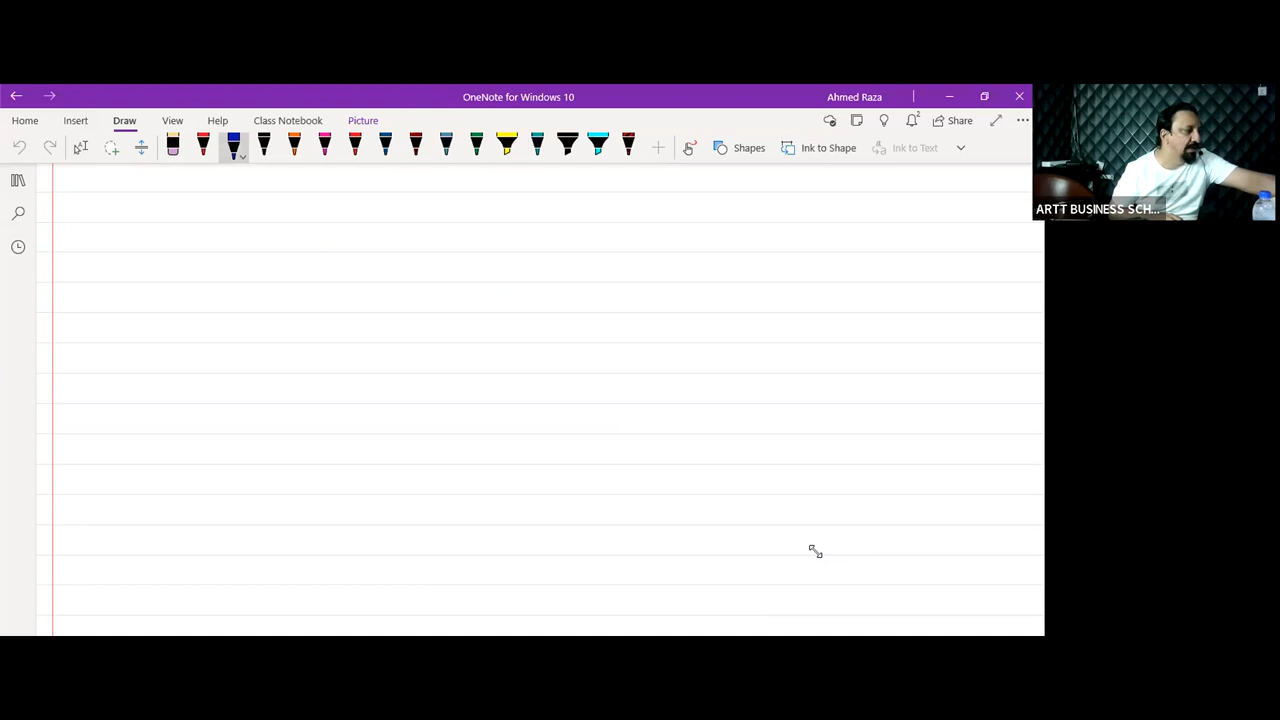 OneNote for Windows 10
Ahmed Raza
Home
Insert
Draw
View
Help
Class Notebook
Picture
Share
Shapes
Ink to Shape
Ink to Text
ARTT BUSINESS SCH...